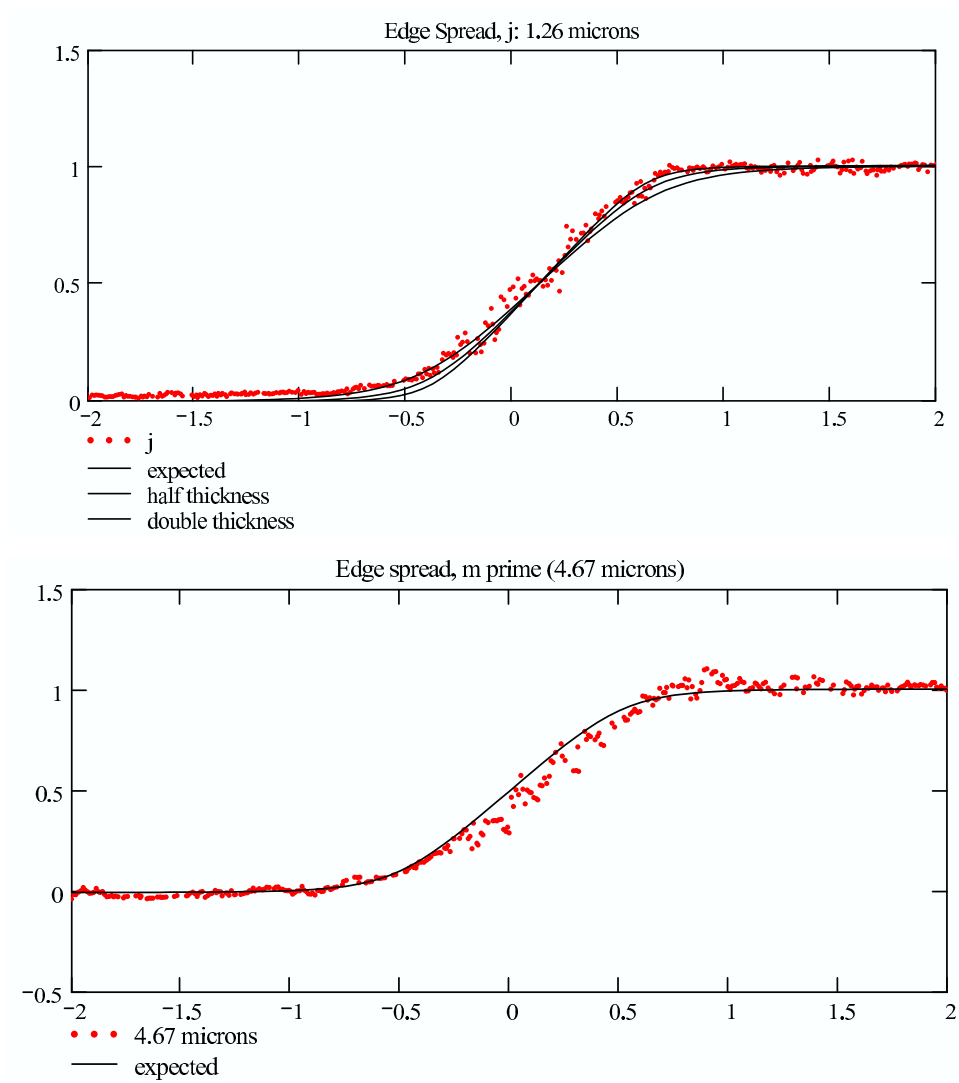 Edge Spread, j: 1.26 microns
1.5
1
0.5
0
−2 −1.5 −1 −0.5 0 0.5 1 1.5 2
j
expected
half thickness
double thickness
Edge spread, m prime (4.67 microns)
1.5
1
0.5
0
−0.5
−2 −1.5 −1 −0.5 0 0.5 1 1.5 2
4.67 microns
expected